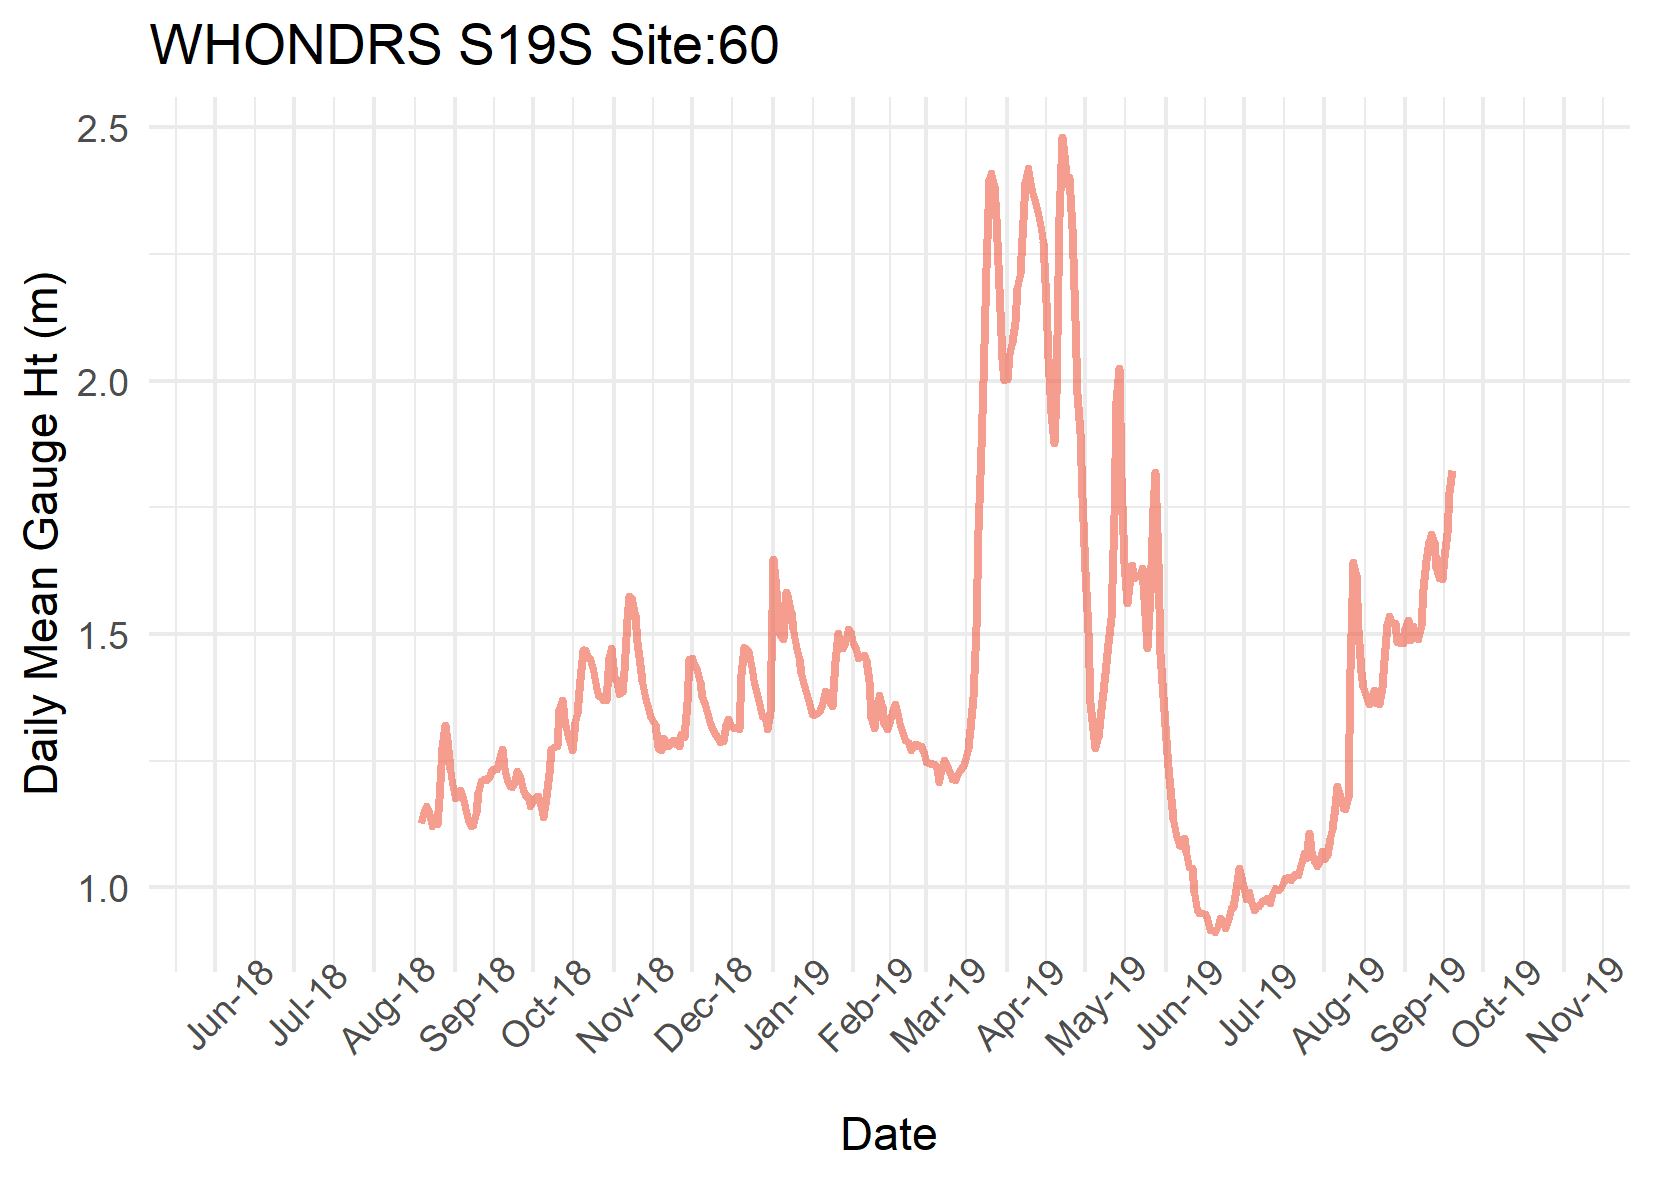 WHONDRS S19S Site:60
2.5
2.0
1.5
1.0
Daily Mean Gauge Ht (m)
Jun-18
Jul-18
Aug-18
Sep-18
Oct-18
Nov-18
Dec-18
Jan-19
Feb-19
Mar-19
Apr-19
May-19
Jun-19
Jul-19
Aug-19
Sep-19
Oct-19
Nov-19
Date